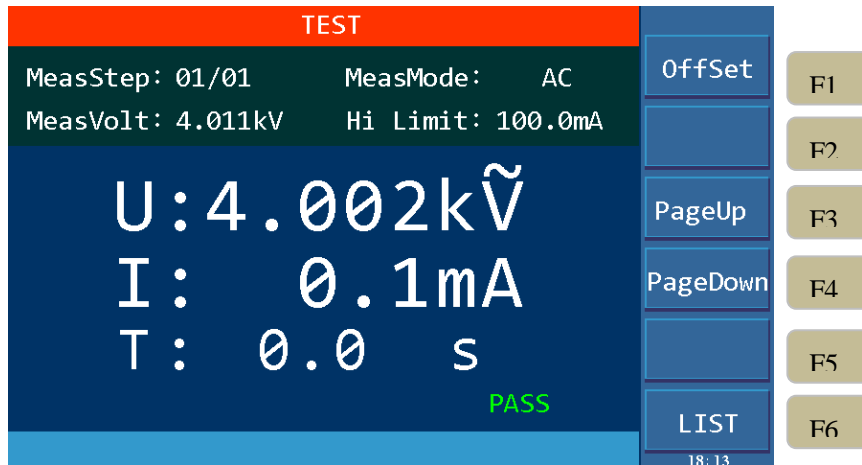 TEST
MeasStep: 01/01 MeasMode: AC
MeasVolt: 4.011kV Hi Limit: 100.0mA
U:4.002kṼ
I: 0.1mA
T: 0.0 s
PASS
OffSet
PageUp
PageDown
LIST
18:13
F1
F2
F3
F4
F5
F6